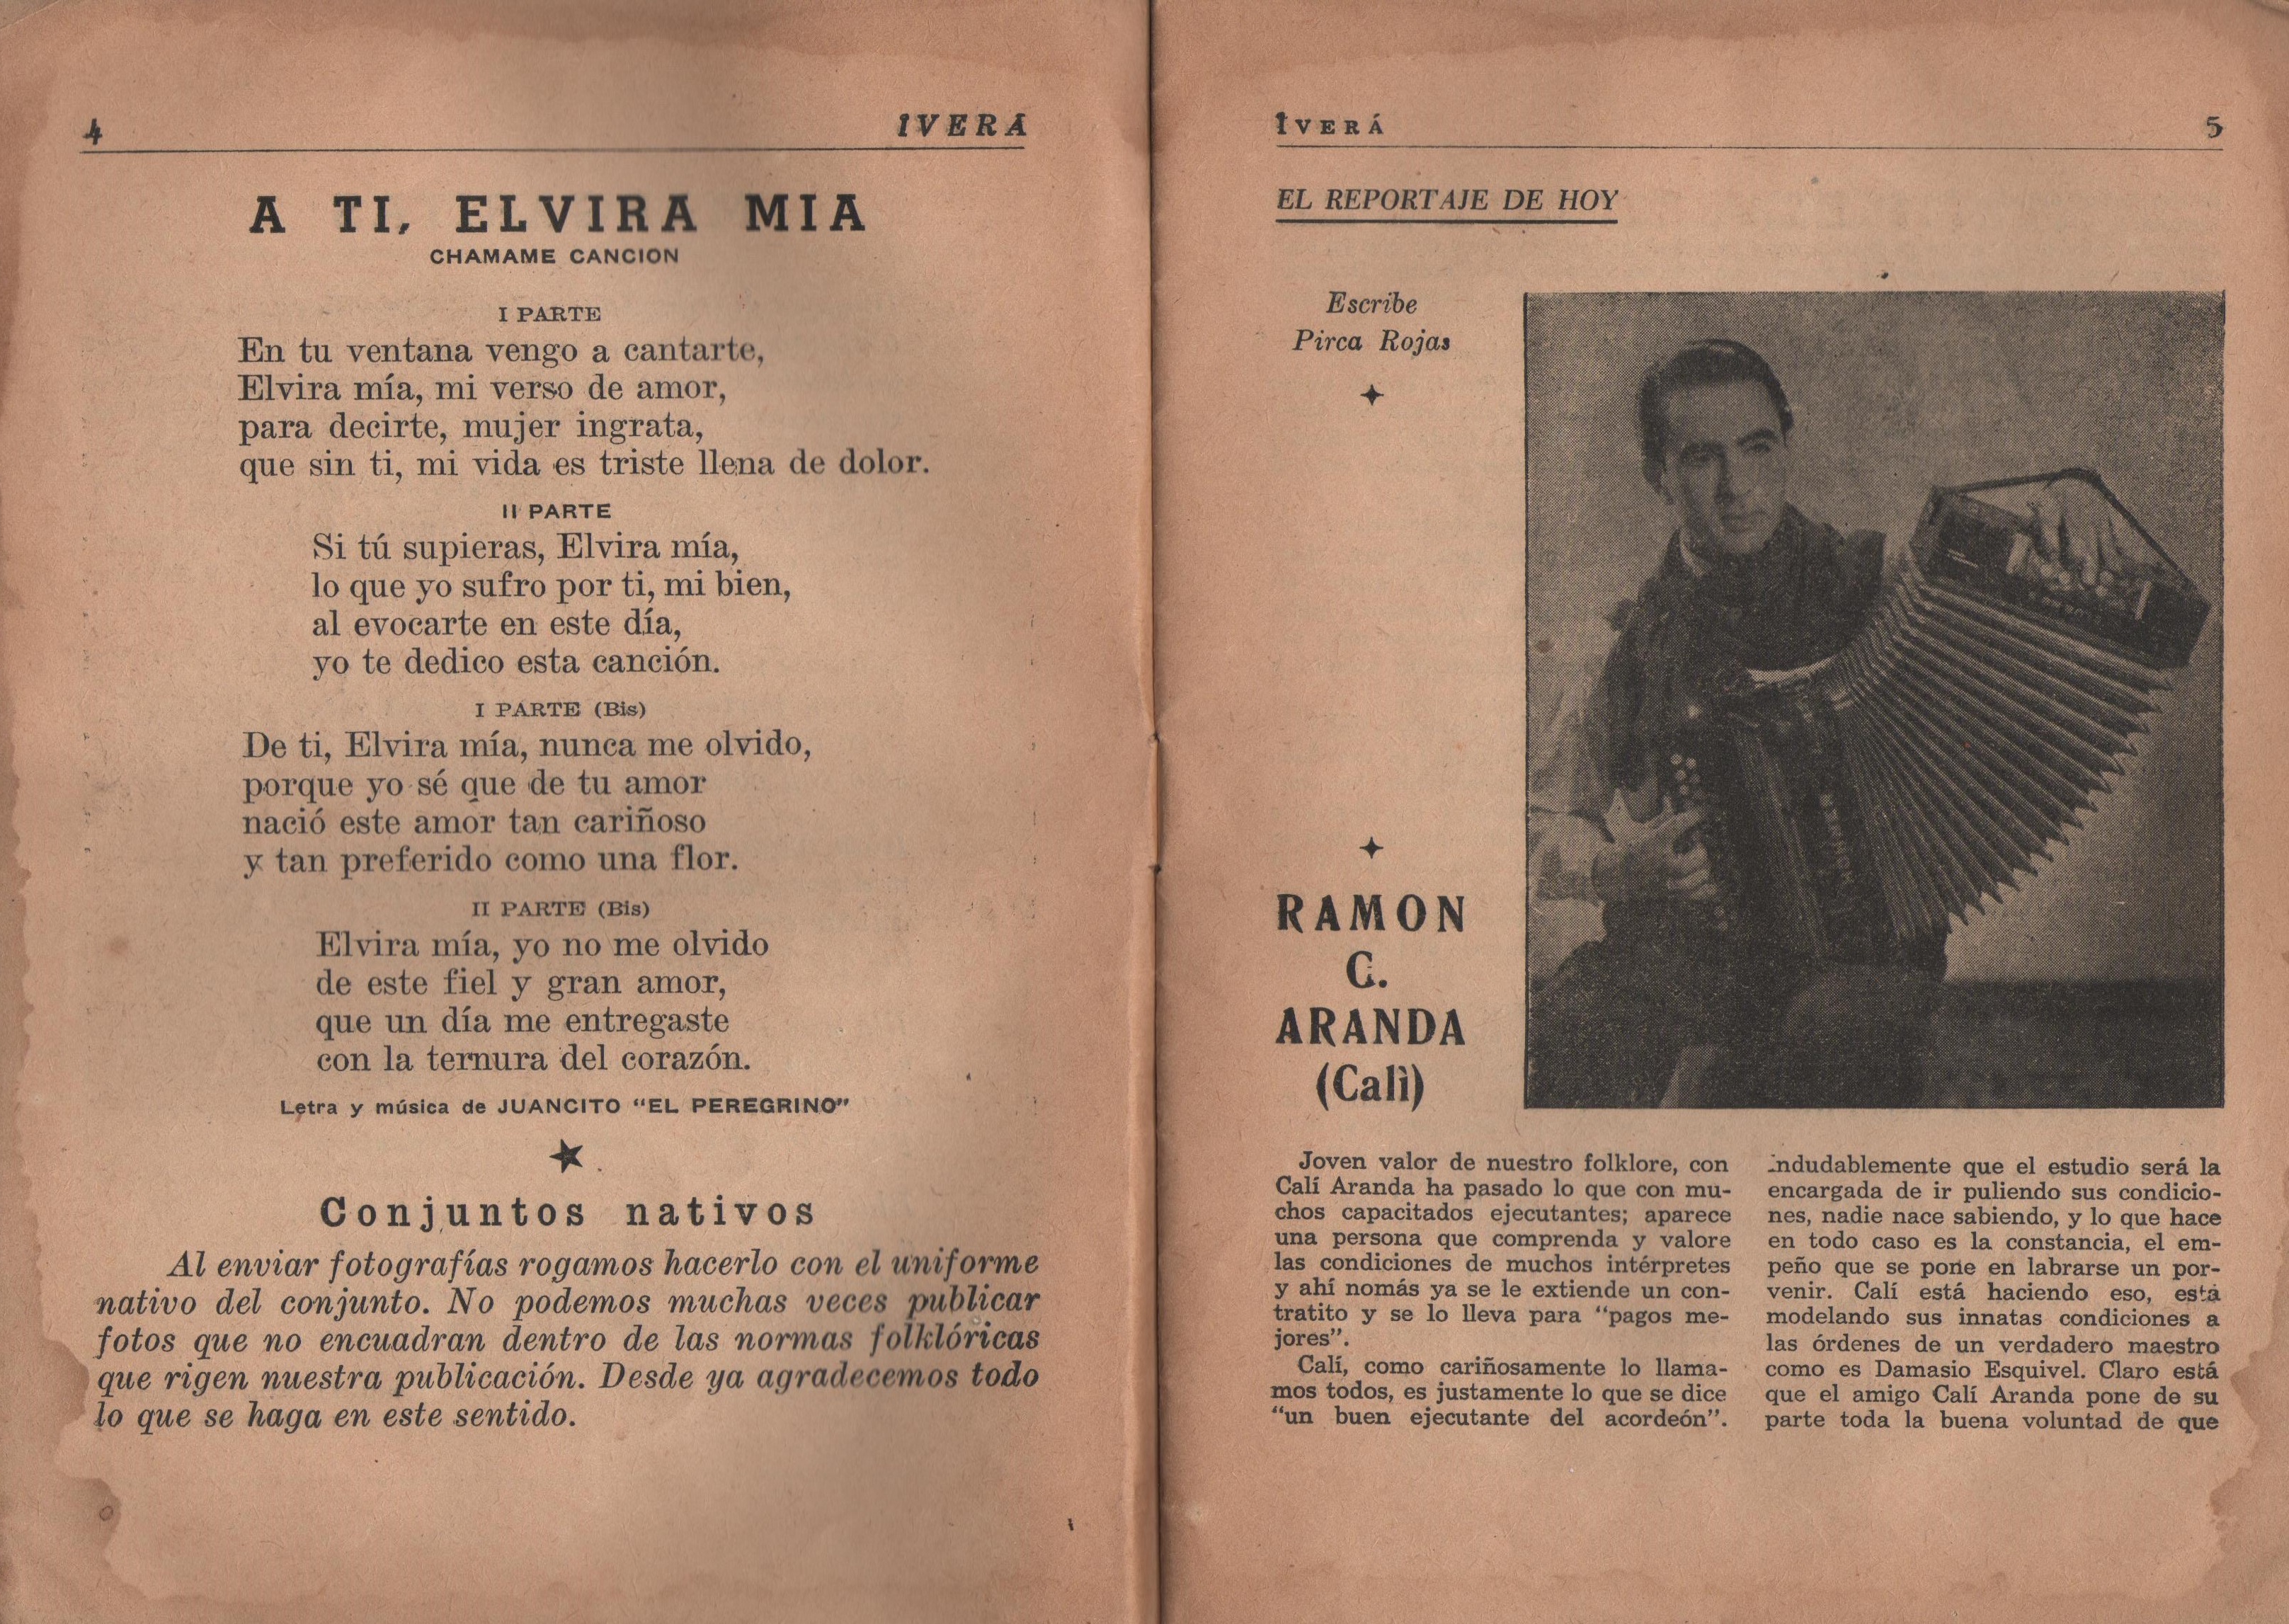 4
IVERÁ
A TI, ELVIRA MIA
CHAMAME CANCION
I PARTE
En tu ventana vengo a cantarte,
Elvira mía, mi verso de amor,
para decirte, mujer ingrata,
que sin ti, mi vida es triste llena de dolor.
II PARTE
Si tú supieras, Elvira mía,
lo que yo sufro por ti, mi bien,
al evocarte en este día,
yo te dedico esta canción.
I PARTE (Bis)
De ti, Elvira mía, nunca me olvido,
porque yo sé que de tu amor
nació este amor tan cariñoso
y tan preferido como una flor.
II PARTE (Bis)
Elvira mía, yo no me olvido
de este fiel y gran amor,
que un día me entregaste
con la ternura del corazón.
Letra y música de JUANCITO "EL PEREGRINO"
Conjuntos nativos
Al enviar fotografías rogamos hacerlo con el uniforme
nativo del conjunto. No podemos muchas veces publicar
fotos que no encuadran dentro de las normas folklóricas
que rigen nuestra publicación. Desde ya agradecemos todo
lo que se haga en este sentido.
IVERÁ
5
EL REPORTAJE DE HOY
Escribe
Pirca Rojas
RAMON
C.
ARANDA
(Calì)
Joven valor de nuestro folklore, con
Calí Aranda ha pasado lo que con mu-
chos capacitados ejecutantes; aparece
una persona que comprenda y valore
las condiciones de muchos intérpretes
y ahí nomás ya se le extiende un con-
tratito y se lo lleva para "pagos me-
jores".
Calí, como cariñosamente lo llama-
mos todos, es justamente lo que se dice
"un buen ejecutante del acordeón".
indudablemente que el estudio será la
encargada de ir puliendo sus condicio-
nes, nadie nace sabiendo, y lo que hace
en todo caso es la constancia, el em-
peño que se pone en labrarse un por-
venir. Calí está haciendo eso, está
modelando sus innatas condiciones a
las órdenes de un verdadero maestro
como es Damasio Esquivel. Claro está
que el amigo Calí Aranda pone de su
parte toda la buena voluntad de que